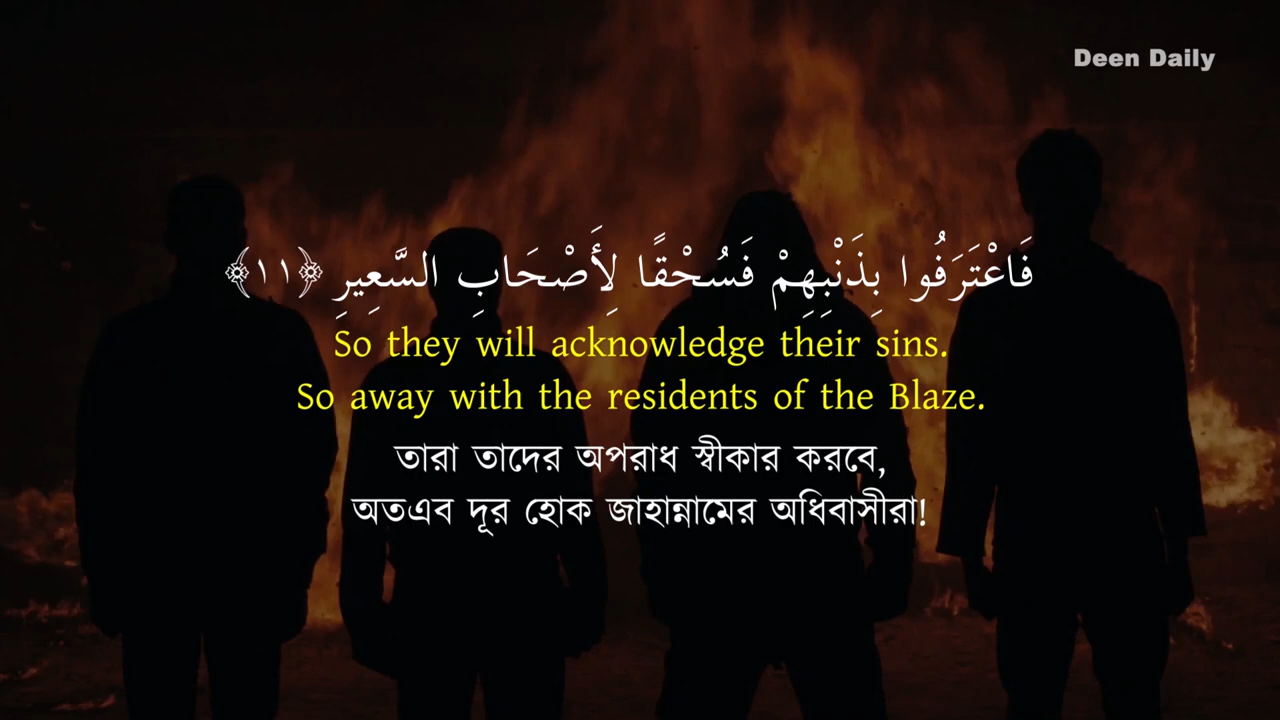 Deen Daily
فَاعْتَرَفُوا بِذَنْبِهِمْ فَسُحْقًا لِأَصْحَابِ السَّعِيرِ ﴿١١﴾
So they will acknowledge their sins.
So away with the residents of the Blaze.
তারা তাদের অপরাধ স্বীকার করবে,
অতএব দূর হোক জাহান্নামের অধিবাসীরা!